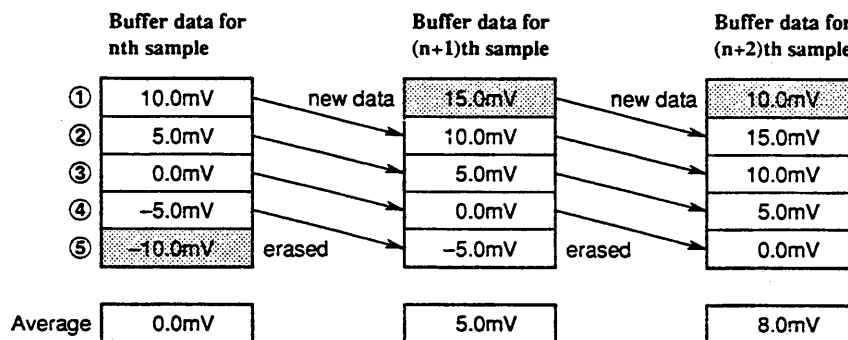 Buffer data for nth sample
Buffer data for (n+1)th sample
Buffer data for (n+2)th sample
① 10.0mV new data 15.0mV new data 10.0mV
② 5.0mV 10.0mV 15.0mV
③ 0.0mV 5.0mV 10.0mV
④ −5.0mV 0.0mV 5.0mV
⑤ −10.0mV erased −5.0mV erased 0.0mV
Average 0.0mV 5.0mV 8.0mV